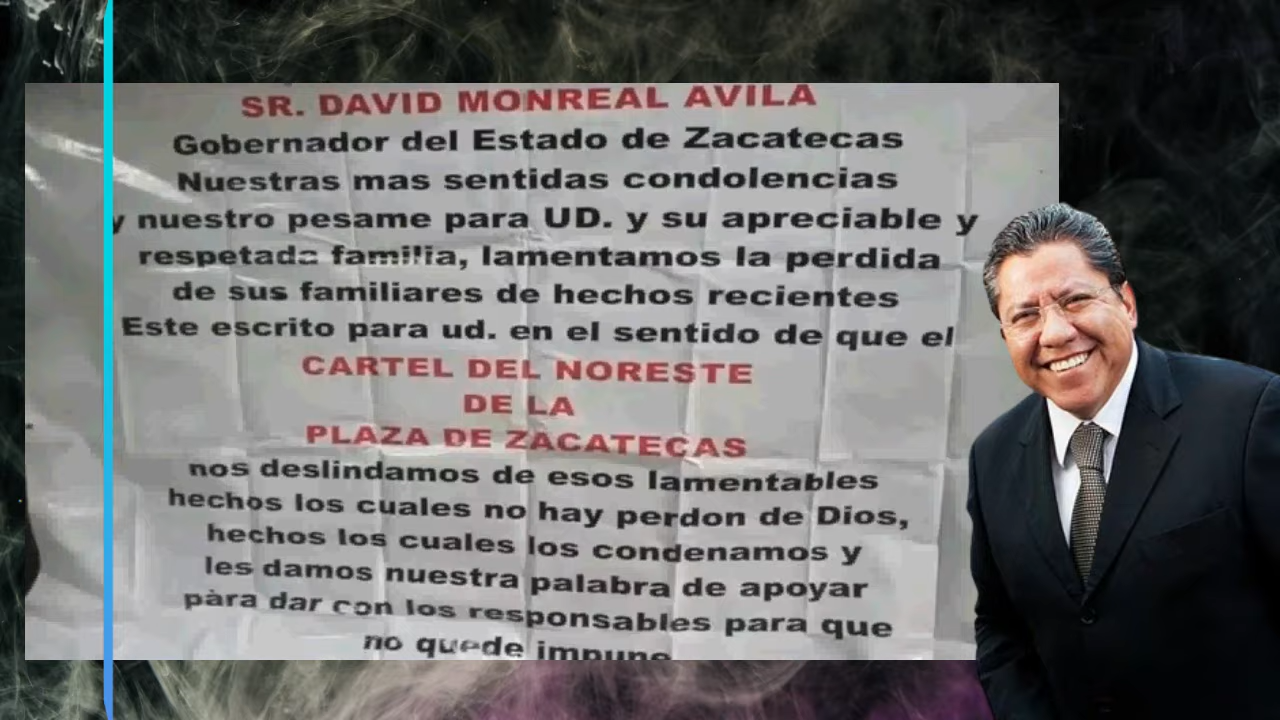 SR. DAVID MONREAL AVILA
Gobernador del Estado de Zacatecas
Nuestras mas sentidas condolencias
y nuestro pesame para UD. y su apreciable y
respetada familia, lamentamos la perdida
de sus familiares de hechos recientes
Este escrito para ud. en el sentido de que el
CARTEL DEL NORESTE
DE LA
PLAZA DE ZACATECAS
nos deslindamos de esos lamentables
hechos los cuales no hay perdon de Dios,
hechos los cuales los condenamos y
les damos nuestra palabra de apoyar
para dar con los responsables para que
no quede impune